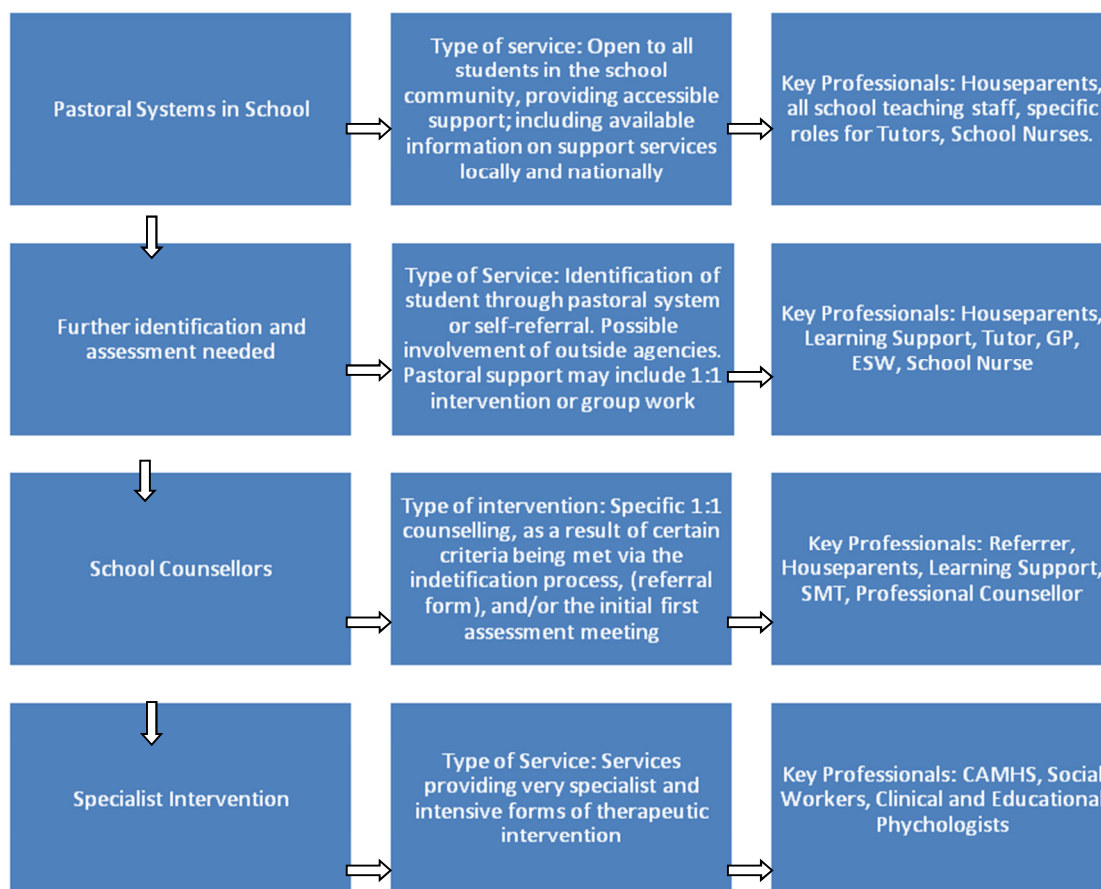 Pastoral Systems in School
Type of service: Open to all
students in the school
community, providing accessible
support; including available
information on support services
locally and nationally
Key Professionals: Houseparents,
all school teaching staff, specific
roles for Tutors, School Nurses.
Further identification and
assessment needed
Type of Service: Identification of
student through pastoral system
or self-referral. Possible
involvement of outside agencies.
Pastoral support may include 1:1
intervention or group work
Key Professionals: Houseparents,
Learning Support, Tutor, GP,
ESW, School Nurse
School Counsellors
Type of intervention: Specific 1:1
counselling, as a result of certain
criteria being met via the
indetification process, (referral
form), and/or the initial first
assessment meeting
Key Professionals: Referrer,
Houseparents, Learning Support,
SMT, Professional Counsellor
Specialist Intervention
Type of Service: Services
providing very specialist and
intensive forms of therapeutic
intervention
Key Professionals: CAMHS, Social
Workers, Clinical and Educational
Phychologists